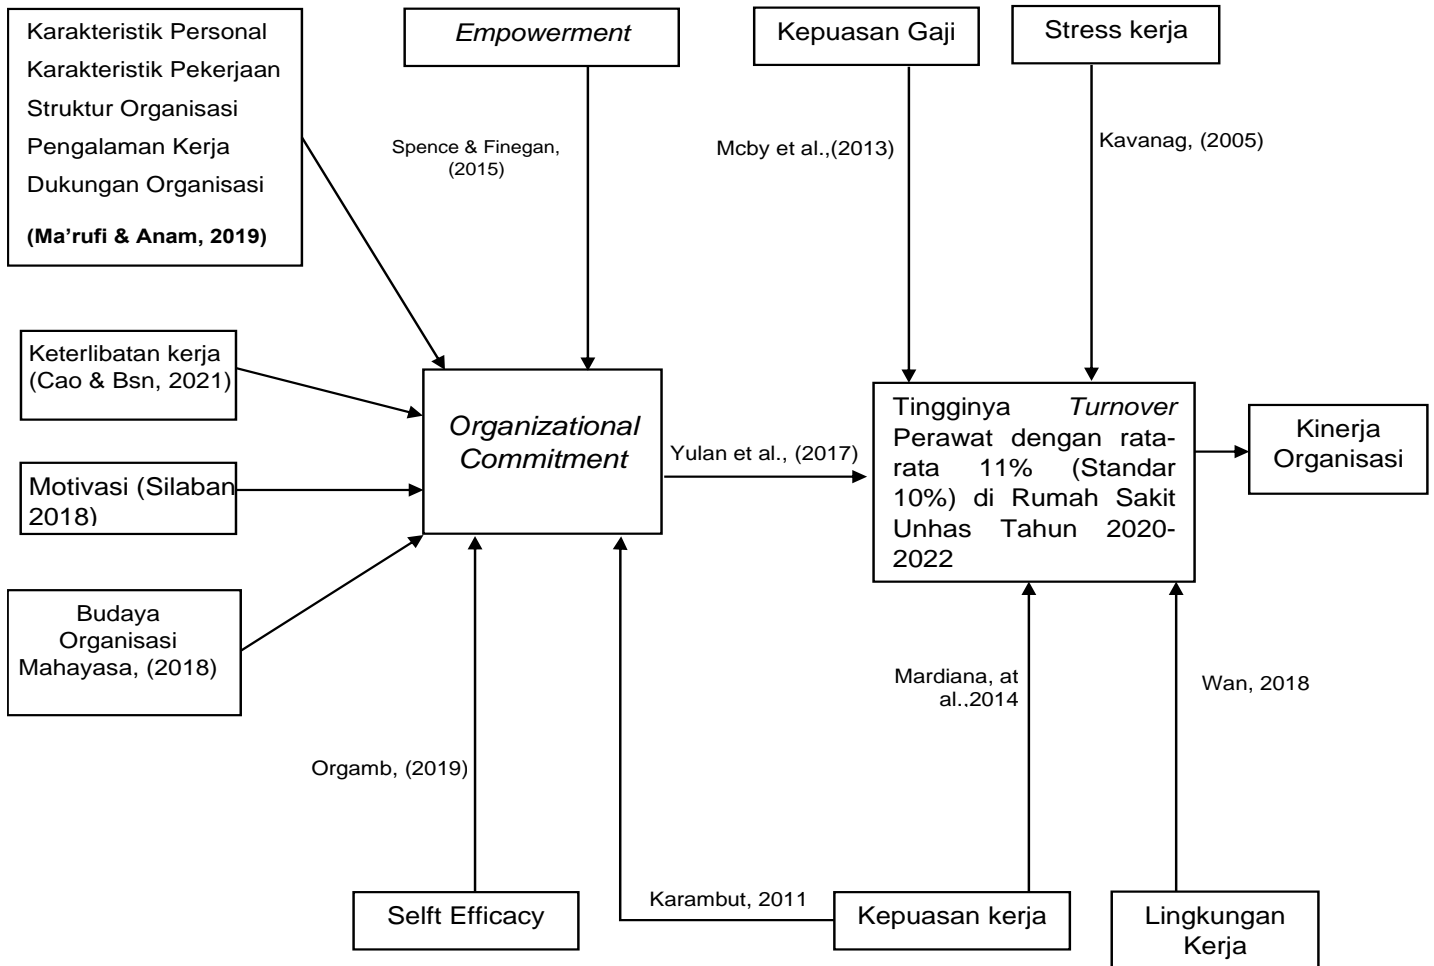 Karakteristik Personal
Karakteristik Pekerjaan
Struktur Organisasi
Pengalaman Kerja
Dukungan Organisasi
(Ma'rufi & Anam, 2019)
Empowerment
Kepuasan Gaji
Stress kerja
Spence & Finegan,
(2015)
Mcby et al.,(2013)
Kavanag, (2005)
Keterlibatan kerja
(Cao & Bsn, 2021)
Motivasi (Silaban
2018)
Budaya
Organisasi
Mahayasa, (2018)
Organizational
Commitment
Yulan et al., (2017)
Tingginya Turnover
Perawat dengan rata-
rata 11% (Standar
10%) di Rumah Sakit
Unhas Tahun 2020-
2022
Kinerja
Organisasi
Orgamb, (2019)
Mardiana, at
al.,2014
Wan, 2018
Selft Efficacy
Karambut, 2011
Kepuasan kerja
Lingkungan
Kerja